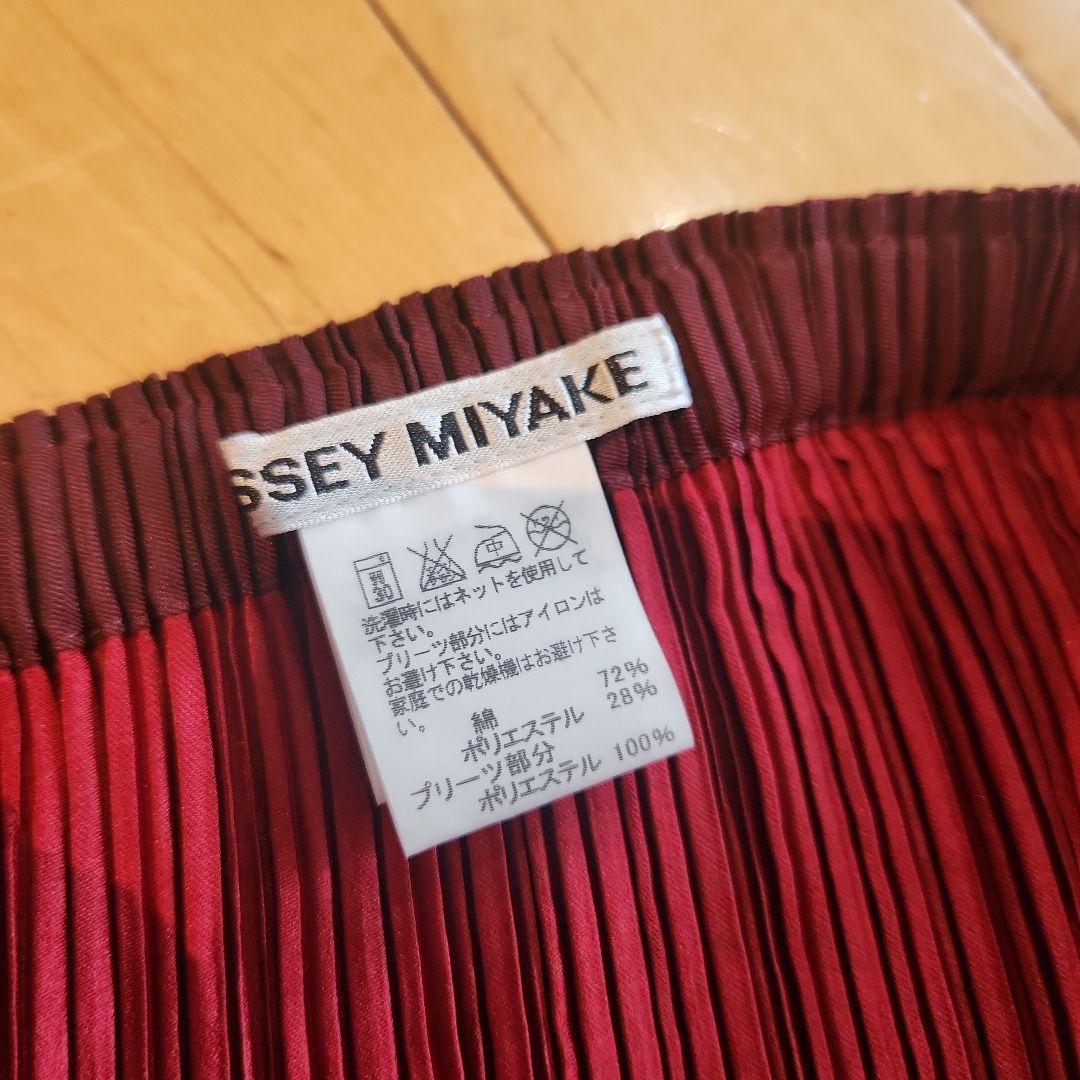 SSEY MIYAKE
中
洗濯時にはネットを使用して
下さい。
プリーツ部分にはアイロンは
お避け下さい。
家庭での乾燥機はお避け下さ
い。
綿 72%
ポリエステル 28%
プリーツ部分
ポリエステル 100%